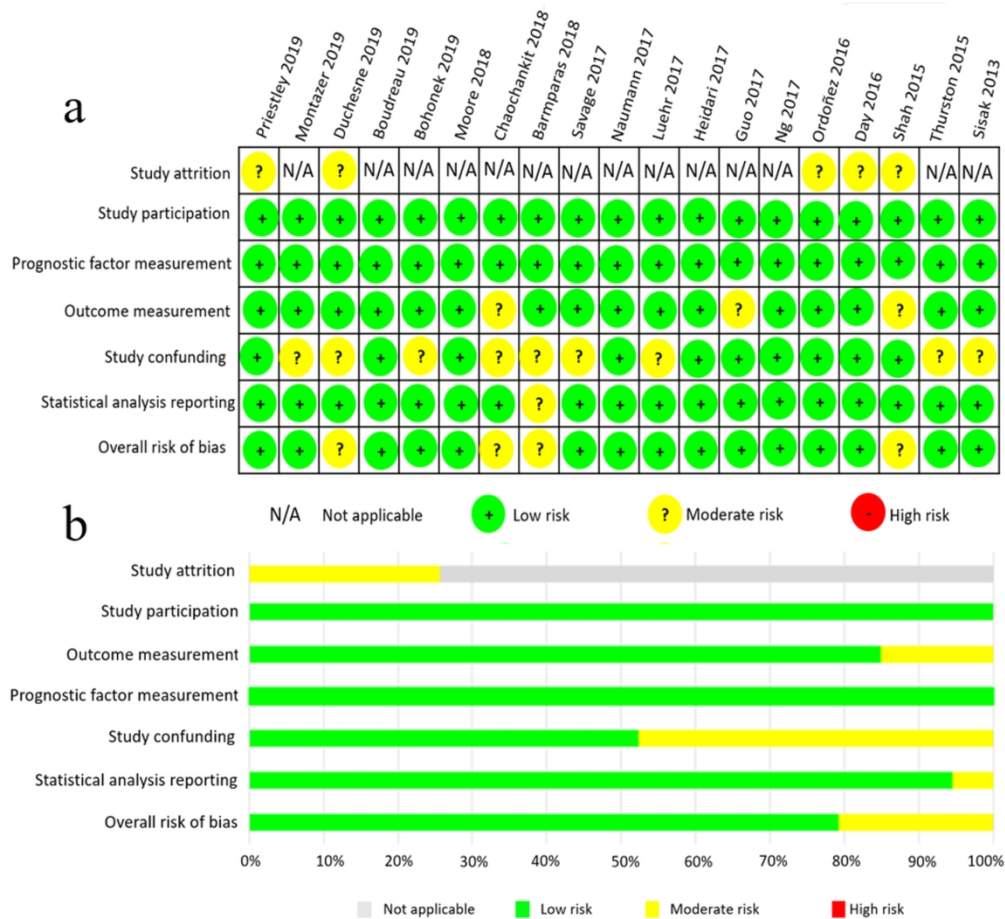 a
Priestley 2019 Montazer 2019 Duchesne 2019 Boudreau 2019 Bohonek 2019 Moore 2018 Chaochankit 2018 Barmparas 2018 Savage 2017 Naumann 2017 Luehr 2017 Heidari 2017 Guo 2017 Ng 2017 Ordoñez 2016 Day 2016 Shah 2015 Thurston 2015 Sisak 2013
Study attrition ? N/A ? N/A N/A N/A N/A N/A N/A N/A N/A N/A N/A N/A ? ? ? N/A N/A
Study participation + + + + + + + + + + + + + + + + + + +
Prognostic factor measurement + + + + + + + + + + + + + + + + + + +
Outcome measurement + + + + + + ? + + + + + ? + + + ? + +
Study confunding + ? ? + ? + ? ? ? + ? + + + + + + ? ?
Statistical analysis reporting + + + + + + + ? + + + + + + + + + + +
Overall risk of bias + + ? + + + ? ? + + + + + + + + ? + +
N/A Not applicable + Low risk ? Moderate risk - High risk
b
Study attrition
Study participation
Outcome measurement
Prognostic factor measurement
Study confunding
Statistical analysis reporting
Overall risk of bias
0% 10% 20% 30% 40% 50% 60% 70% 80% 90% 100%
Not applicable Low risk Moderate risk High risk